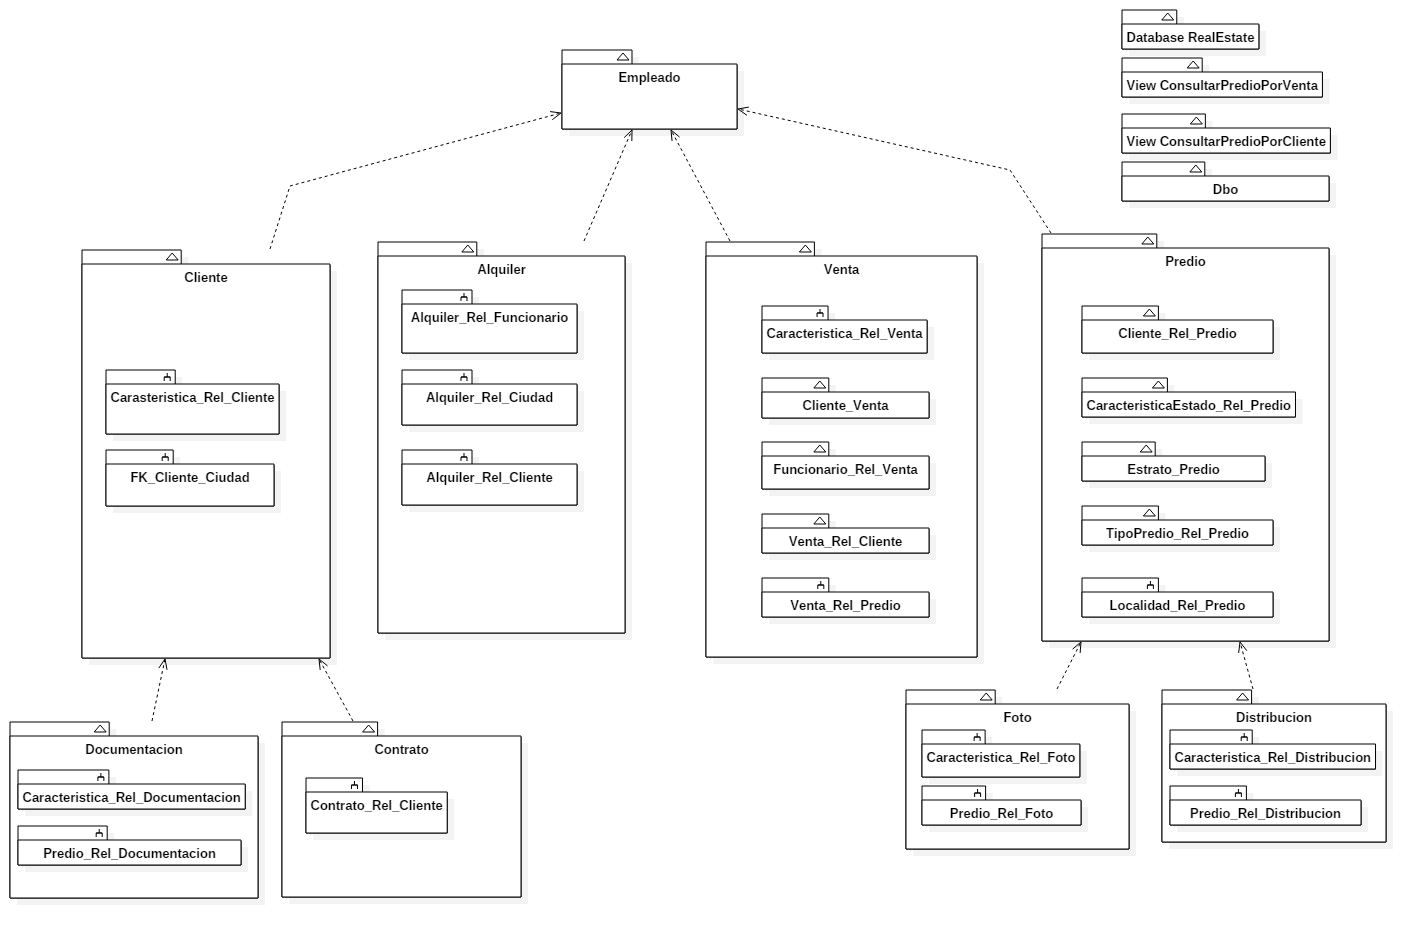 Database RealEstate
Empleado
View ConsultarPredioPorVenta
View ConsultarPredioPorCliente
Dbo
Cliente
Carasteristica_Rel_Cliente
FK_Cliente_Ciudad
Alquiler
Alquiler_Rel_Funcionario
Alquiler_Rel_Ciudad
Alquiler_Rel_Cliente
Venta
Caracteristica_Rel_Venta
Cliente_Venta
Funcionario_Rel_Venta
Venta_Rel_Cliente
Venta_Rel_Predio
Predio
Cliente_Rel_Predio
CaracteristicaEstado_Rel_Predio
Estrato_Predio
TipoPredio_Rel_Predio
Localidad_Rel_Predio
Documentacion
Caracteristica_Rel_Documentacion
Predio_Rel_Documentacion
Contrato
Contrato_Rel_Cliente
Foto
Caracteristica_Rel_Foto
Predio_Rel_Foto
Distribucion
Caracteristica_Rel_Distribucion
Predio_Rel_Distribucion